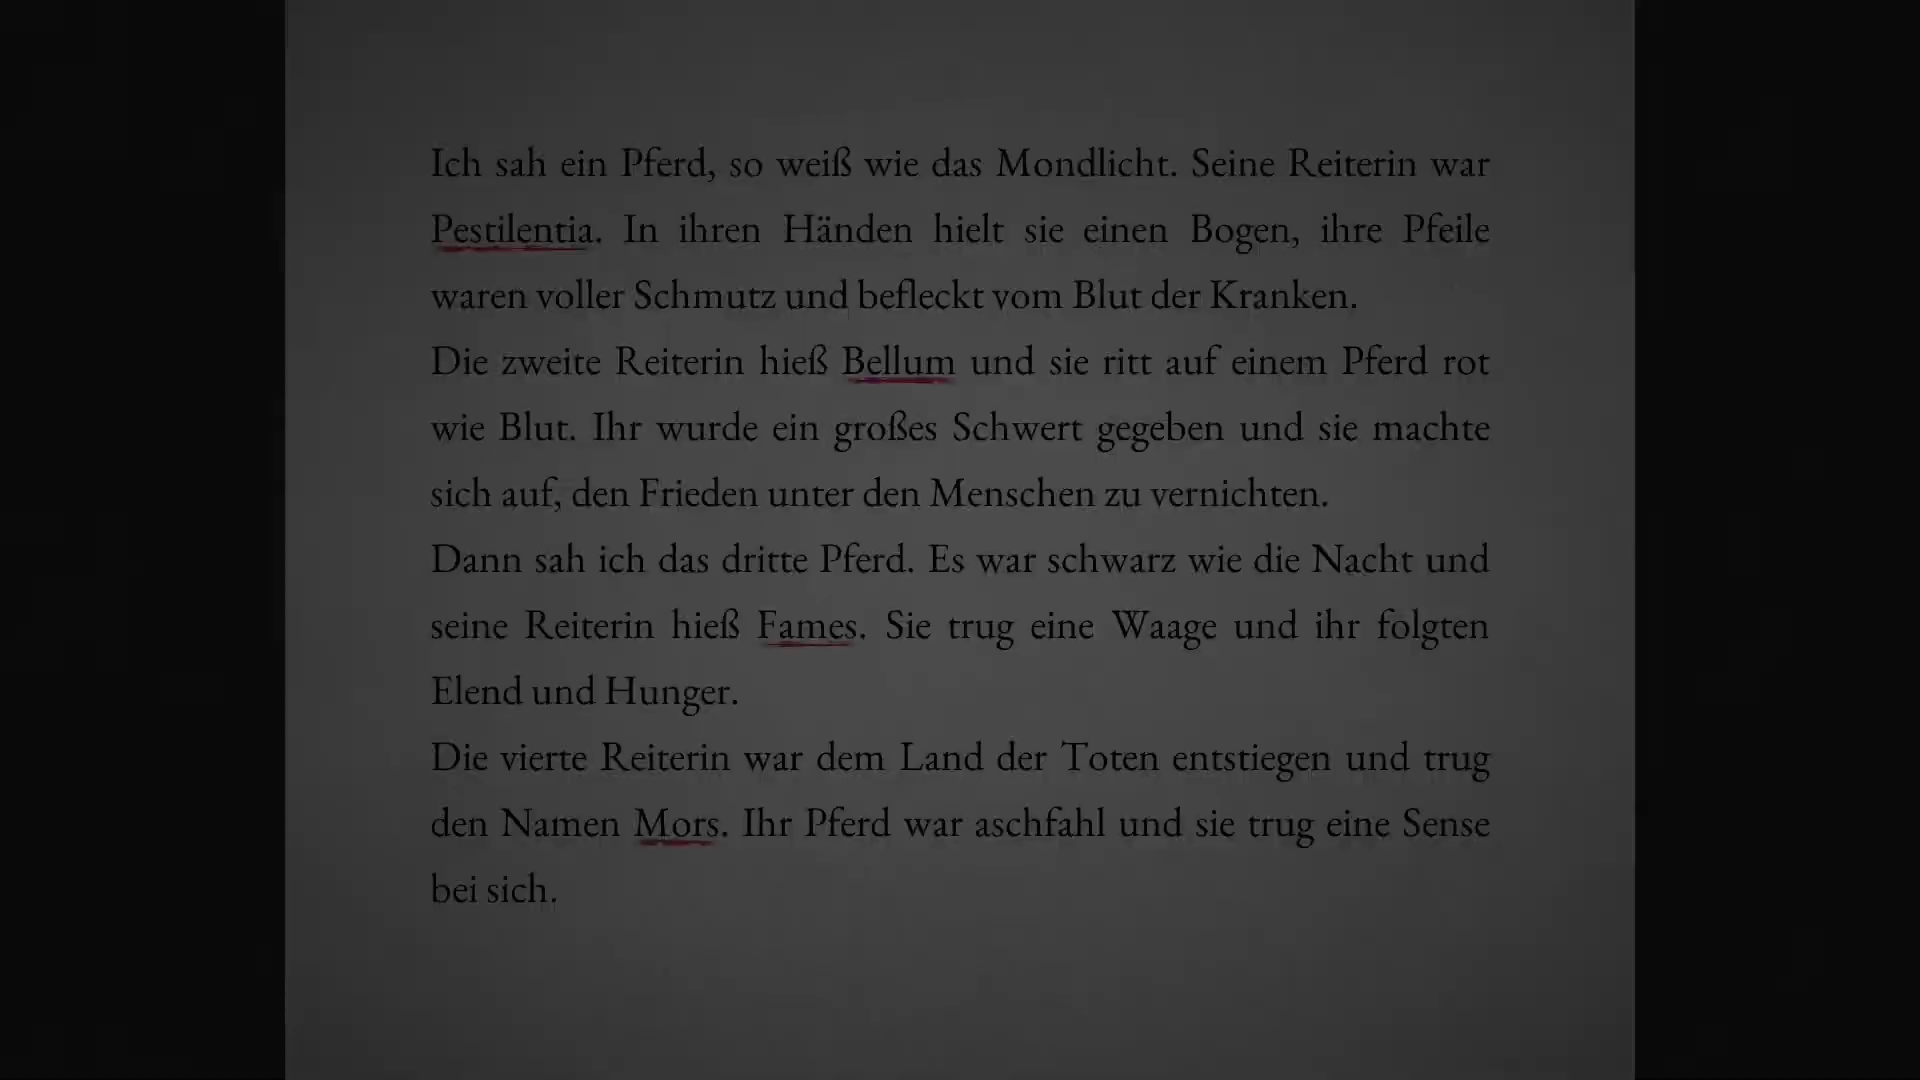 Ich sah ein Pferd, so weiß wie das Mondlicht. Seine Reiterin war
Pestilentia. In ihren Händen hielt sie einen Bogen, ihre Pfeile
waren voller Schmutz und befleckt vom Blut der Kranken.
Die zweite Reiterin hieß Bellum und sie ritt auf einem Pferd rot
wie Blut. Ihr wurde ein großes Schwert gegeben und sie machte
sich auf, den Frieden unter den Menschen zu vernichten.
Dann sah ich das dritte Pferd. Es war schwarz wie die Nacht und
seine Reiterin hieß Fames. Sie trug eine Waage und ihr folgten
Elend und Hunger.
Die vierte Reiterin war dem Land der Toten entstiegen und trug
den Namen Mors. Ihr Pferd war aschfahl und sie trug eine Sense
bei sich.